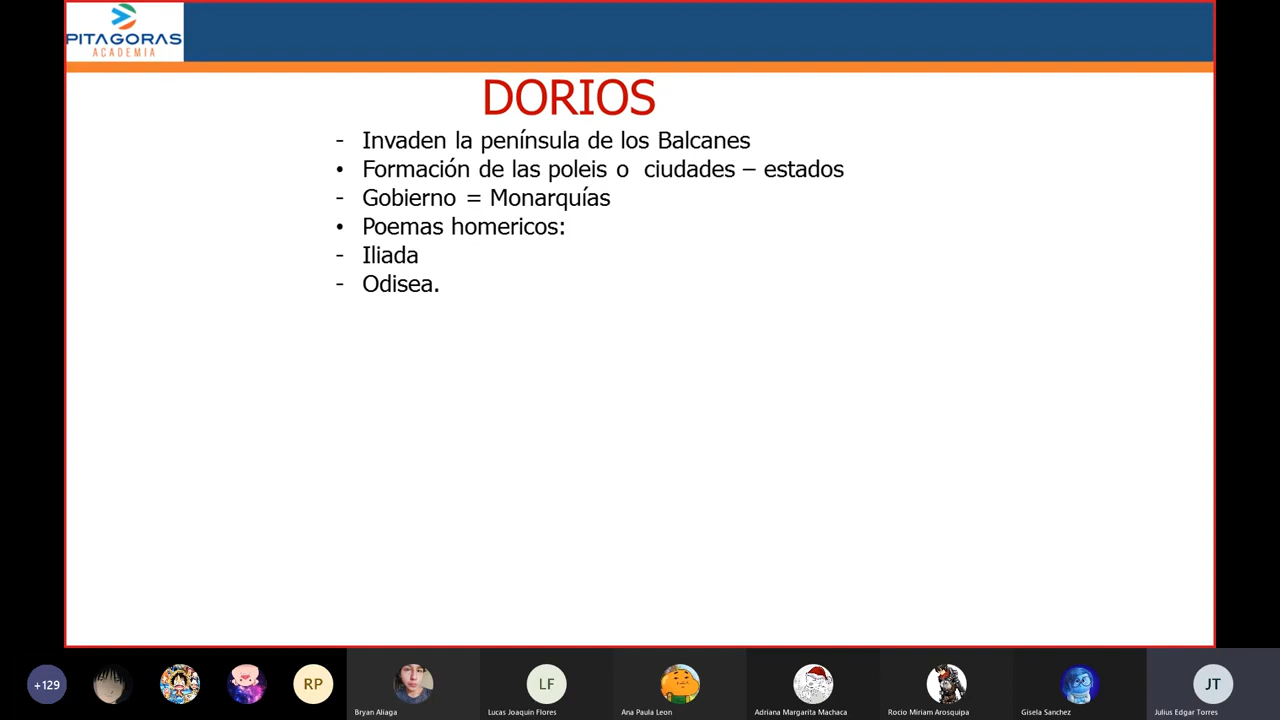 PITAGORAS
ACADEMIA
DORIOS
- Invaden la península de los Balcanes
• Formación de las poleis o ciudades – estados
- Gobierno = Monarquías
• Poemas homericos:
- Iliada
- Odisea.
+129
RP
LF
JT
Bryan Aliaga
Lucas Joaquin Flores
Ana Paula Leon
Adriana Margarita Machaca
Rocio Miriam Arosquipa
Gisela Sanchez
Julius Edgar Torres